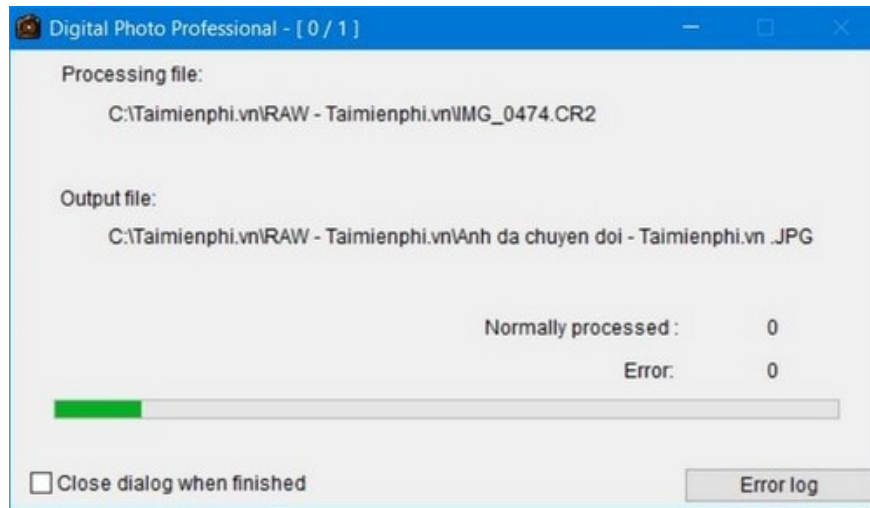 Digital Photo Professional - [ 0 / 1 ]
Processing file:
C:\Taimienphi.vn\RAW - Taimienphi.vn\IMG_0474.CR2
Output file:
C:\Taimienphi.vn\RAW - Taimienphi.vn\Anh da chuyen doi - Taimienphi.vn .JPG
Normally processed : 0
Error: 0
Close dialog when finished
Error log